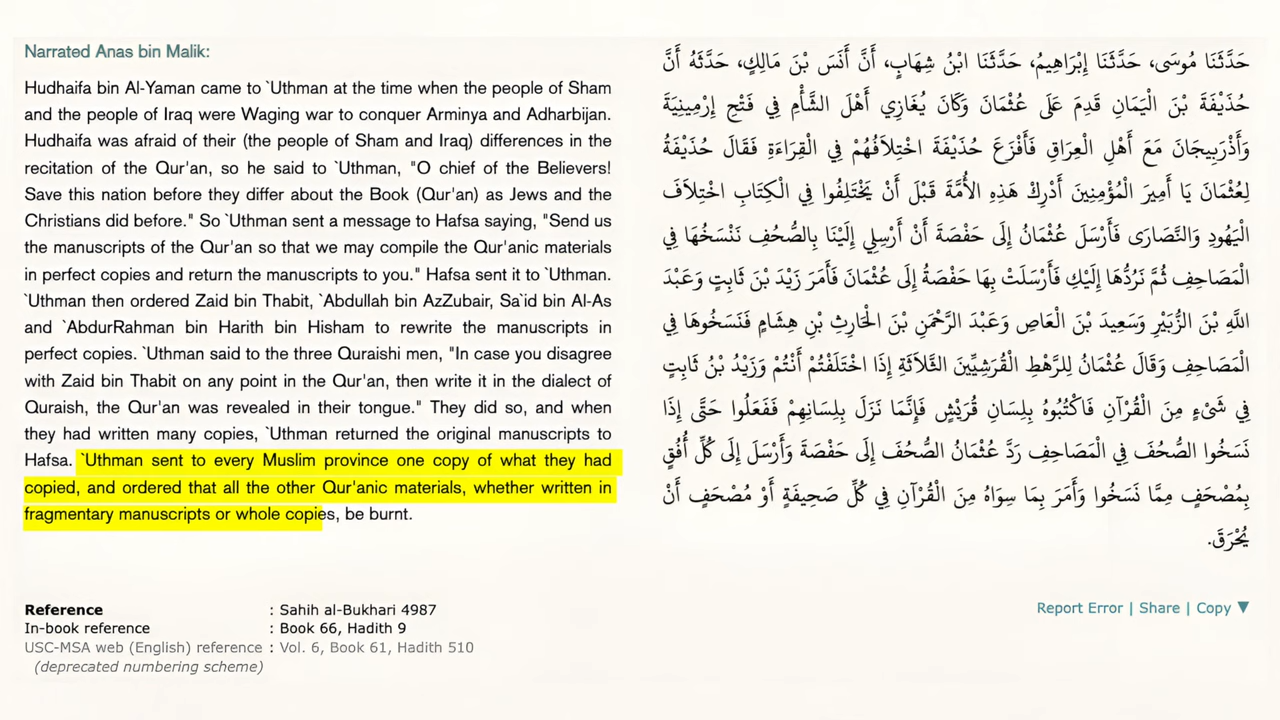 Narrated Anas bin Malik:
Hudhaifa bin Al-Yaman came to `Uthman at the time when the people of Sham
and the people of Iraq were Waging war to conquer Arminya and Adharbijan.
Hudhaifa was afraid of their (the people of Sham and Iraq) differences in the
recitation of the Qur'an, so he said to `Uthman, "O chief of the Believers!
Save this nation before they differ about the Book (Qur'an) as Jews and the
Christians did before." So `Uthman sent a message to Hafsa saying, "Send us
the manuscripts of the Qur'an so that we may compile the Qur'anic materials
in perfect copies and return the manuscripts to you." Hafsa sent it to `Uthman.
`Uthman then ordered Zaid bin Thabit, `Abdullah bin AzZubair, Sa`id bin Al-As
and `AbdurRahman bin Harith bin Hisham to rewrite the manuscripts in
perfect copies. `Uthman said to the three Quraishi men, "In case you disagree
with Zaid bin Thabit on any point in the Qur'an, then write it in the dialect of
Quraish, the Qur'an was revealed in their tongue." They did so, and when
they had written many copies, `Uthman returned the original manuscripts to
Hafsa. `Uthman sent to every Muslim province one copy of what they had
copied, and ordered that all the other Qur'anic materials, whether written in
fragmentary manuscripts or whole copies, be burnt.
حَدَّثَنَا مُوسَى، حَدَّثَنَا إِبْرَاهِيمُ، حَدَّثَنَا ابْنُ شِهَابٍ، أَنَّ أَنَسَ بْنَ مَالِكٍ، حَدَّثَهُ أَنَّ
حُذَيْفَةَ بْنَ الْيَمَانِ قَدِمَ عَلَى عُثْمَانَ وَكَانَ يُغَازِي أَهْلَ الشَّأْمِ فِي فَتْحِ إِرْمِينِيَةَ
وَأَذْرَبِيجَانَ مَعَ أَهْلِ الْعِرَاقِ فَأَفْزَعَ حُذَيْفَةَ اخْتِلاَفُهُمْ فِي الْقِرَاءَةِ فَقَالَ حُذَيْفَةُ
لِعُثْمَانَ يَا أَمِيرَ الْمُؤْمِنِينَ أَدْرِكْ هَذِهِ الأُمَّةَ قَبْلَ أَنْ يَخْتَلِفُوا فِي الْكِتَابِ اخْتِلاَفَ
الْيَهُودِ وَالنَّصَارَى فَأَرْسَلَ عُثْمَانُ إِلَى حَفْصَةَ أَنْ أَرْسِلِي إِلَيْنَا بِالصُّحُفِ نَنْسَخُهَا فِي
الْمَصَاحِفِ ثُمَّ نَرُدُّهَا إِلَيْكِ فَأَرْسَلَتْ بِهَا حَفْصَةُ إِلَى عُثْمَانَ فَأَمَرَ زَيْدَ بْنَ ثَابِتٍ وَعَبْدَ
اللَّهِ بْنَ الزُّبَيْرِ وَسَعِيدَ بْنَ الْعَاصِ وَعَبْدَ الرَّحْمَنِ بْنَ الْحَارِثِ بْنِ هِشَامٍ فَنَسَخُوهَا فِي
الْمَصَاحِفِ وَقَالَ عُثْمَانُ لِلرَّهْطِ الْقُرَشِيِّينَ الثَّلاَثَةِ إِذَا اخْتَلَفْتُمْ أَنْتُمْ وَزَيْدُ بْنُ ثَابِتٍ
فِي شَىْءٍ مِنَ الْقُرْآنِ فَاكْتُبُوهُ بِلِسَانِ قُرَيْشٍ فَإِنَّمَا نَزَلَ بِلِسَانِهِمْ فَفَعَلُوا حَتَّى إِذَا
نَسَخُوا الصُّحُفَ فِي الْمَصَاحِفِ رَدَّ عُثْمَانُ الصُّحُفَ إِلَى حَفْصَةَ وَأَرْسَلَ إِلَى كُلِّ أُفُقٍ
بِمُصْحَفٍ مِمَّا نَسَخُوا وَأَمَرَ بِمَا سِوَاهُ مِنَ الْقُرْآنِ فِي كُلِّ صَحِيفَةٍ أَوْ مُصْحَفٍ أَنْ
يُحْرَقَ.
Reference : Sahih al-Bukhari 4987
In-book reference : Book 66, Hadith 9
USC-MSA web (English) reference : Vol. 6, Book 61, Hadith 510
(deprecated numbering scheme)
Report Error | Share | Copy ▼